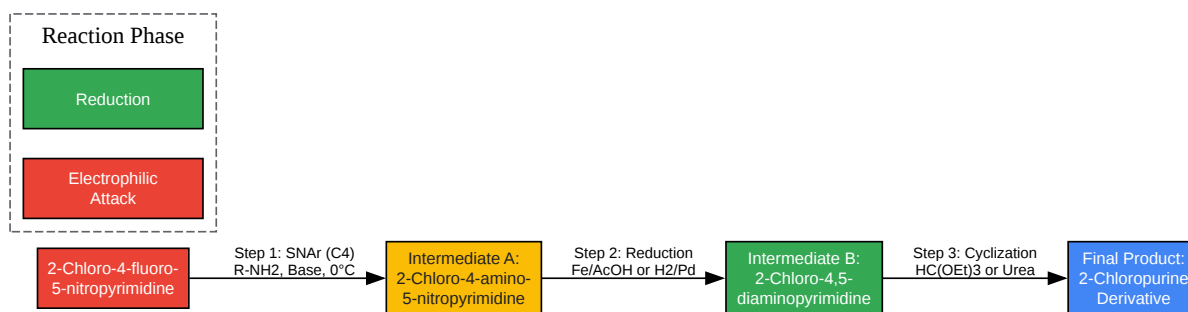 Reaction Phase
Reduction
Electrophilic
Attack
2-Chloro-4-fluoro-
5-nitropyrimidine
Step 1: SNAr (C4)
R-NH2, Base, 0°C
Intermediate A:
2-Chloro-4-amino-
5-nitropyrimidine
Step 2: Reduction
Fe/AcOH or H2/Pd
Intermediate B:
2-Chloro-4,5-
diaminopyrimidine
Step 3: Cyclization
HC(OEt)3 or Urea
Final Product:
2-Chloropurine
Derivative